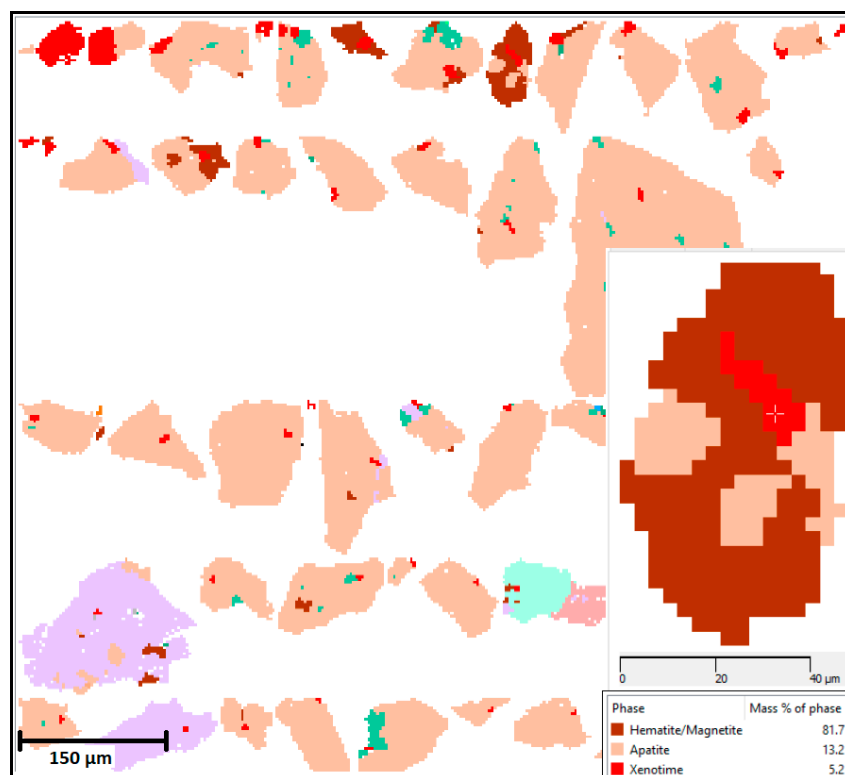 0 20 40 µm
Phase Mass % of phase
Hematite/Magnetite 81.7
Apatite 13.2
Xenotime 5.2
150 µm